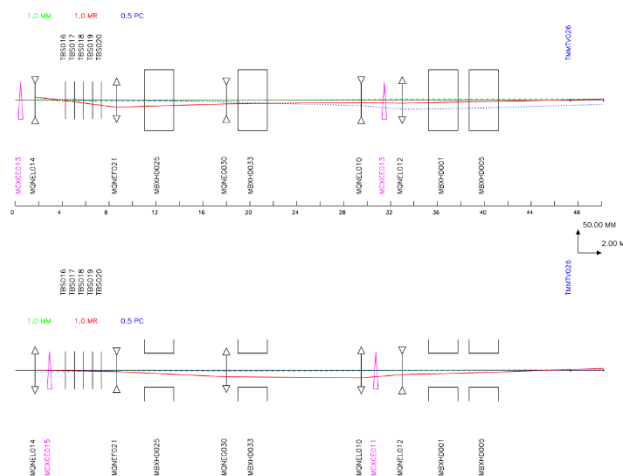 1.0 MM 1.0 MR 0.5 PC
TBS016
TBS017
TBS018
TBS019
TBS020
TMMTV026
MCXCE013
MQNEL014
MQNEF021
MBXHD025
MQNEG030
MBXHD033
MQNEL010
MCXCE013
MQNEL012
MBXHD001
MBXHD005
0 4 8 12 16 20 24 28 32 36 40 44 48
50.00 MM
2.00 M
TBS016
TBS017
TBS018
TBS019
TBS020
TMMTV026
1.0 MM 1.0 MR 0.5 PC
MQNEL014
MCXCE015
MQNEF021
MBXHD025
MQNEG030
MBXHD033
MQNEL010
MCXCE011
MQNEL012
MBXHD001
MBXHD005